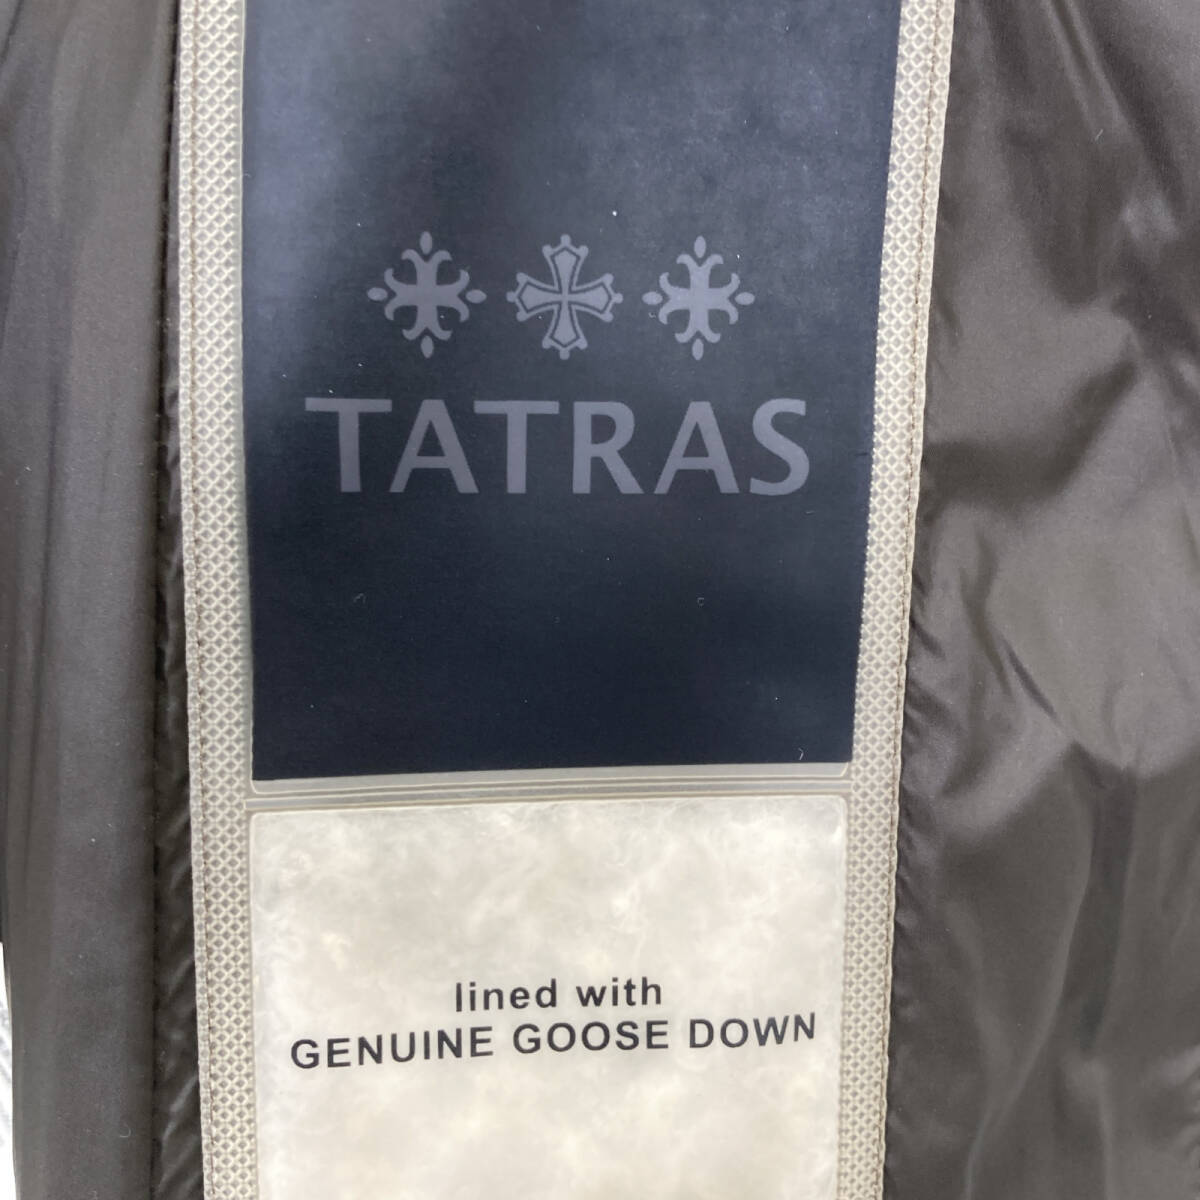 TATRAS
lined with
GENUINE GOOSE DOWN